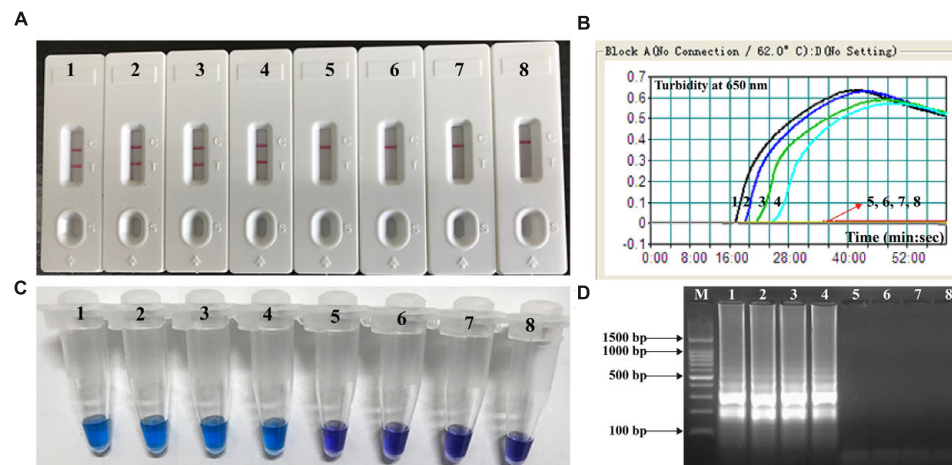 A
1 2 3 4 5 6 7 8
C C C C C C C C
T T T T T T T T
S S S S S S S S
B
Block A(No Connection / 62.0° C):D(No Setting)
Turbidity at 650 nm
0.7
0.6
0.5
0.4
0.3
0.2
0.1
0
-0.1
1 2 3 4
5, 6, 7, 8
Time (min:sec)
0:00 8:00 16:00 28:00 40:00 52:00
C
1 2 3 4 5 6 7 8
D
M 1 2 3 4 5 6 7 8
1500 bp
1000 bp
500 bp
100 bp